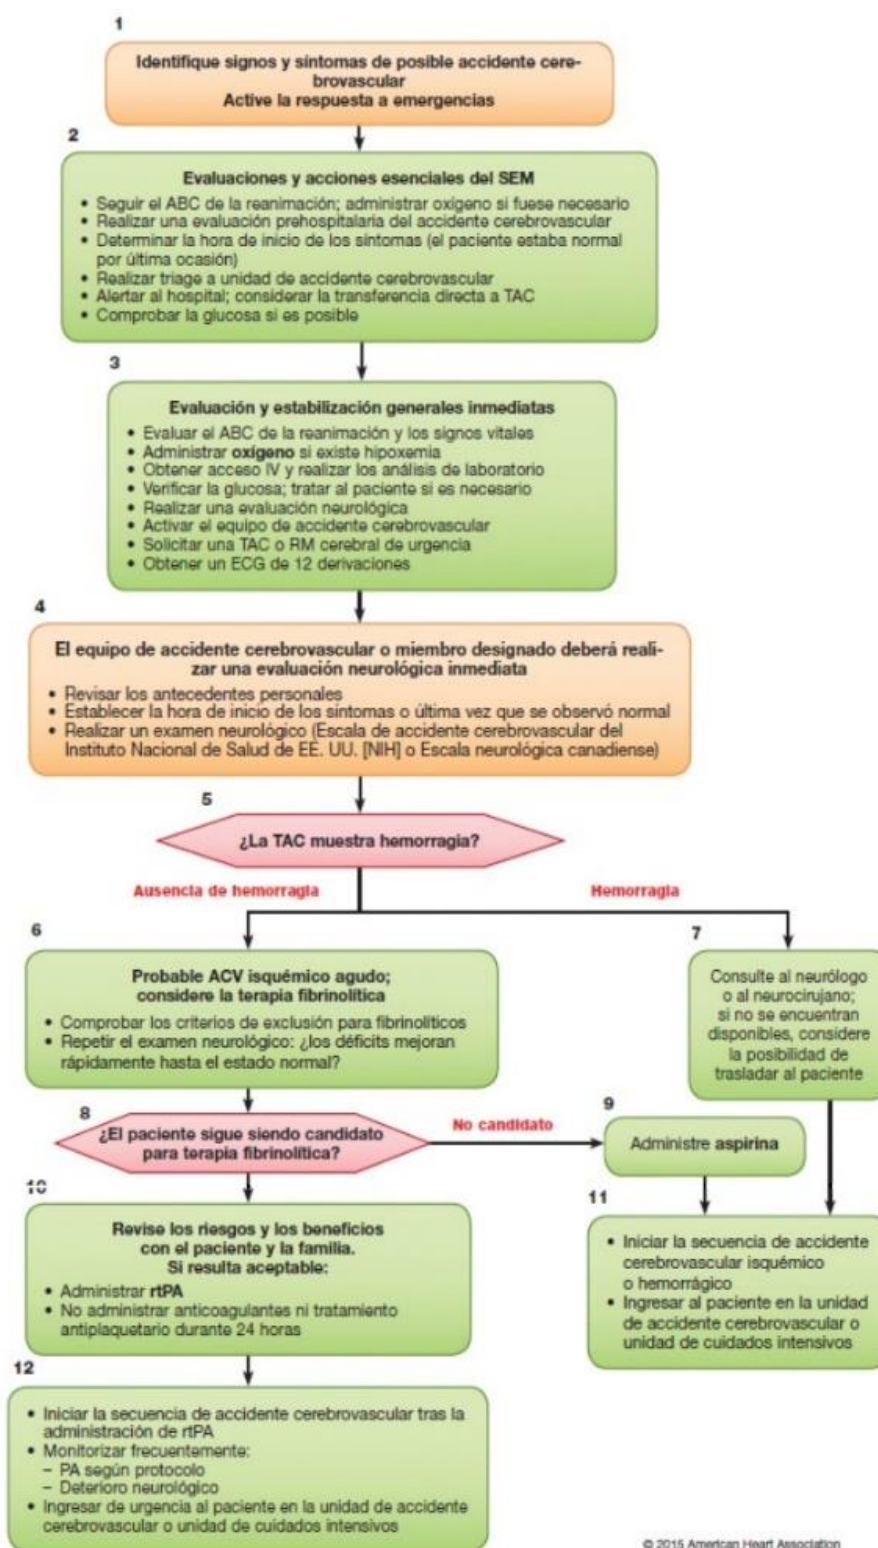 1
Identifique signos y síntomas de posible accidente cere-
brovascular
Active la respuesta a emergencias
2
Evaluaciones y acciones esenciales del SEM
• Seguir el ABC de la reanimación; administrar oxígeno si fuese necesario
• Realizar una evaluación prehospitalaria del accidente cerebrovascular
• Determinar la hora de inicio de los síntomas (el paciente estaba normal
por última ocasión)
• Realizar triage a unidad de accidente cerebrovascular
• Alertar al hospital; considerar la transferencia directa a TAC
• Comprobar la glucosa si es posible
3
Evaluación y estabilización generales inmediatas
• Evaluar el ABC de la reanimación y los signos vitales
• Administrar oxígeno si existe hipoxemia
• Obtener acceso IV y realizar los análisis de laboratorio
• Verificar la glucosa; tratar al paciente si es necesario
• Realizar una evaluación neurológica
• Activar el equipo de accidente cerebrovascular
• Solicitar una TAC o RM cerebral de urgencia
• Obtener un ECG de 12 derivaciones
4
El equipo de accidente cerebrovascular o miembro designado deberá reali-
zar una evaluación neurológica inmediata
• Revisar los antecedentes personales
• Establecer la hora de inicio de los síntomas o última vez que se observó normal
• Realizar un examen neurológico (Escala de accidente cerebrovascular del
Instituto Nacional de Salud de EE. UU. [NIH] o Escala neurológica canadiense)
5
¿La TAC muestra hemorragia?
Ausencia de hemorragia
Hemorragia
6
Probable ACV isquémico agudo;
considere la terapia fibrinolítica
• Comprobar los criterios de exclusión para fibrinolíticos
• Repetir el examen neurológico: ¿los déficits mejoran
rápidamente hasta el estado normal?
7
Consulte al neurólogo
o al neurocirujano;
si no se encuentran
disponibles, considere
la posibilidad de
trasladar al paciente
8
¿El paciente sigue siendo candidato
para terapia fibrinolítica?
No candidato
9
Administre aspirina
10
Revise los riesgos y los beneficios
con el paciente y la familia.
Si resulta aceptable:
• Administrar rtPA
• No administrar anticoagulantes ni tratamiento
antiplaquetario durante 24 horas
11
• Iniciar la secuencia de accidente
cerebrovascular isquémico
o hemorrágico
• Ingresar al paciente en la unidad
de accidente cerebrovascular o
unidad de cuidados intensivos
12
• Iniciar la secuencia de accidente cerebrovascular tras la
administración de rtPA
• Monitorizar frecuentemente:
– PA según protocolo
– Deterioro neurológico
• Ingresar de urgencia al paciente en la unidad de accidente
cerebrovascular o unidad de cuidados intensivos
© 2015 American Heart Association